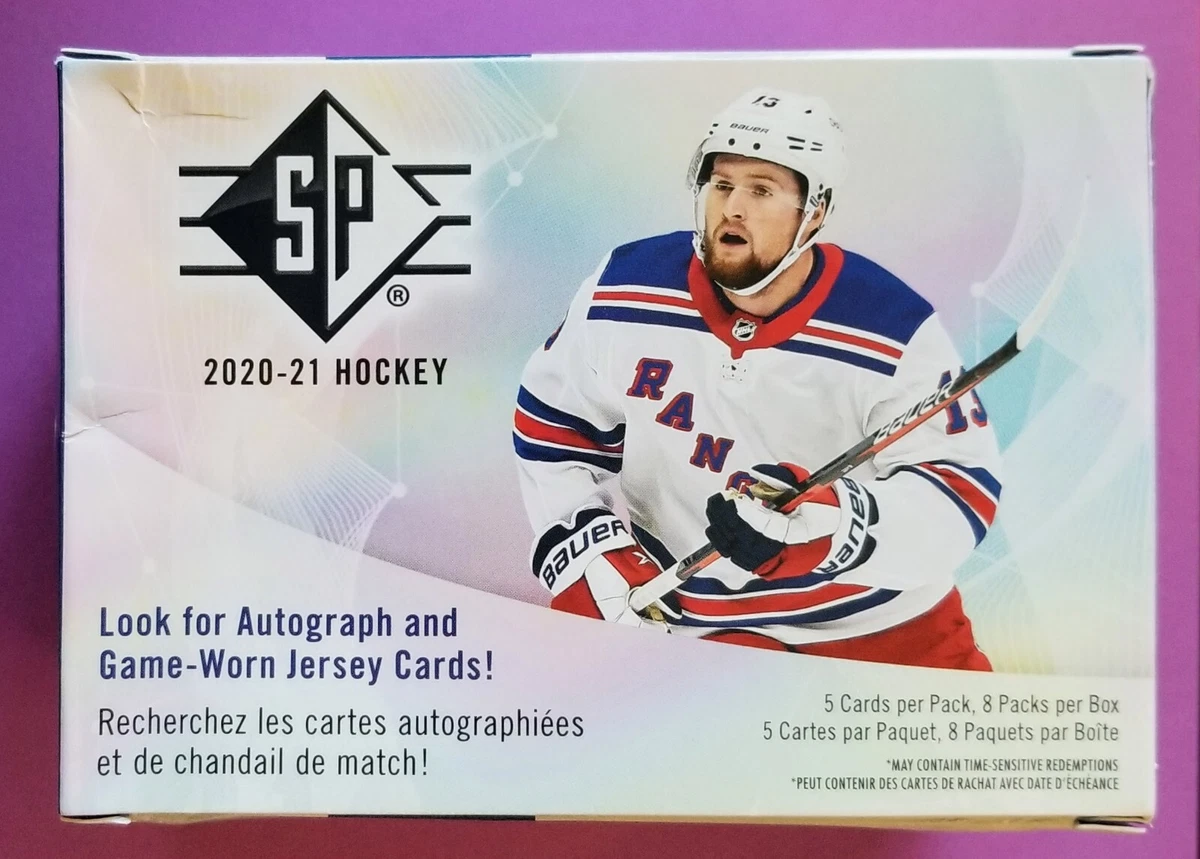 SP
®
2020-21 HOCKEY
13
BAUER
NHL
RANG
BAUER
13
BAUER
BAUER
Look for Autograph and
Game-Worn Jersey Cards!
Recherchez les cartes autographiées
et de chandail de match!
5 Cards per Pack, 8 Packs per Box
5 Cartes par Paquet, 8 Paquets par Boîte
*MAY CONTAIN TIME-SENSITIVE REDEMPTIONS
*PEUT CONTENIR DES CARTES DE RACHAT AVEC DATE D'ÉCHÉANCE